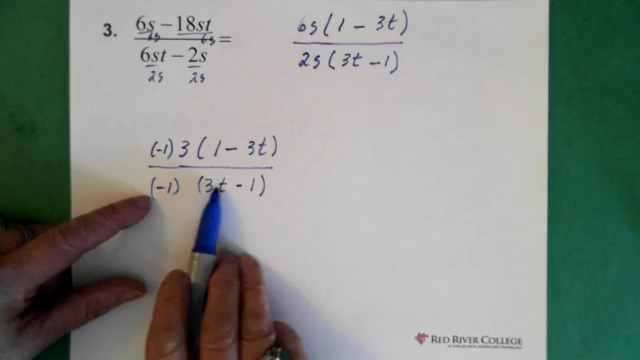 3. 6s − 18st 6s(1 − 3t)
6s 6s
6st − 2s = 2s(3t − 1)
2s 2s
(-1) 3(1 − 3t)
(-1) (3t − 1)
RED RIVER COLLEGE